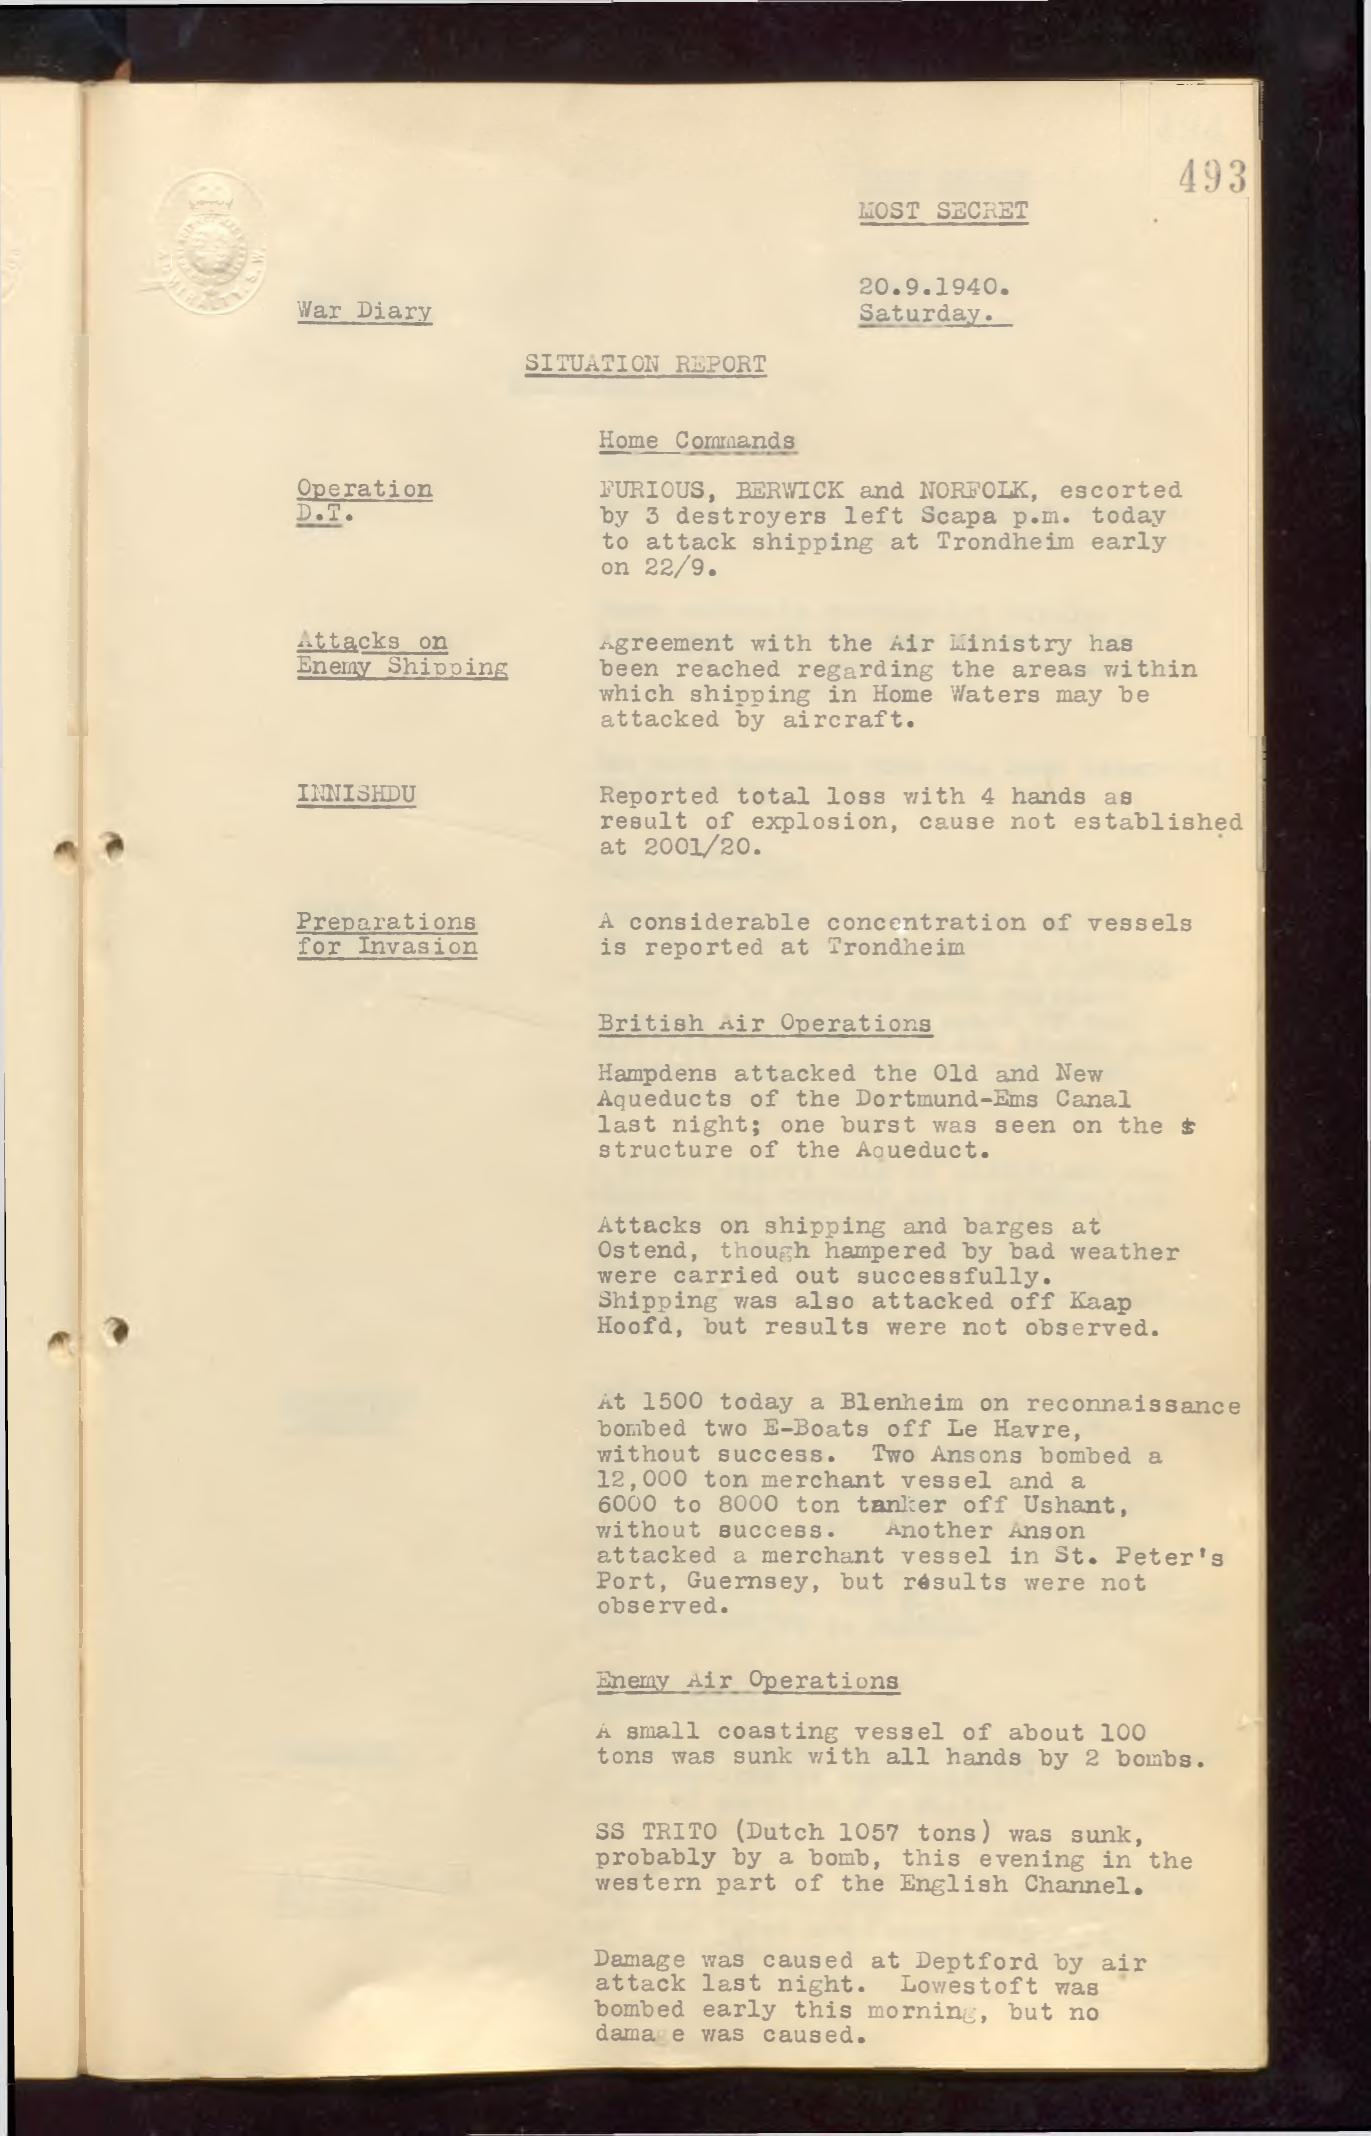 493
MOST SECRET
20.9.1940.
War Diary
Saturday.
SITUATION REPORT
Home Commands
Operation
D.T.
FURIOUS, BERWICK and NORFOLK, escorted
by 3 destroyers left Scapa p.m. today
to attack shipping at Trondheim early
on 22/9.
Attacks on
Enemy Shipping
Agreement with the Air Ministry has
been reached regarding the areas within
which shipping in Home Waters may be
attacked by aircraft.
INNISHDU
Reported total loss with 4 hands as
result of explosion, cause not established
at 2001/20.
Preparations
for Invasion
A considerable concentration of vessels
is reported at Trondheim
British Air Operations
Hampdens attacked the Old and New
Aqueducts of the Dortmund-Ems Canal
last night; one burst was seen on the
structure of the Aqueduct.
Attacks on shipping and barges at
Ostend, though hampered by bad weather
were carried out successfully.
Shipping was also attacked off Kaap
Hoofd, but results were not observed.
At 1500 today a Blenheim on reconnaissance
bombed two E-Boats off Le Havre,
without success. Two Ansons bombed a
12,000 ton merchant vessel and a
6000 to 8000 ton tanker off Ushant,
without success. Another Anson
attacked a merchant vessel in St. Peter's
Port, Guernsey, but results were not
observed.
Enemy Air Operations
A small coasting vessel of about 100
tons was sunk with all hands by 2 bombs.
SS TRITO (Dutch 1057 tons) was sunk,
probably by a bomb, this evening in the
western part of the English Channel.
Damage was caused at Deptford by air
attack last night. Lowestoft was
bombed early this morning, but no
damage was caused.